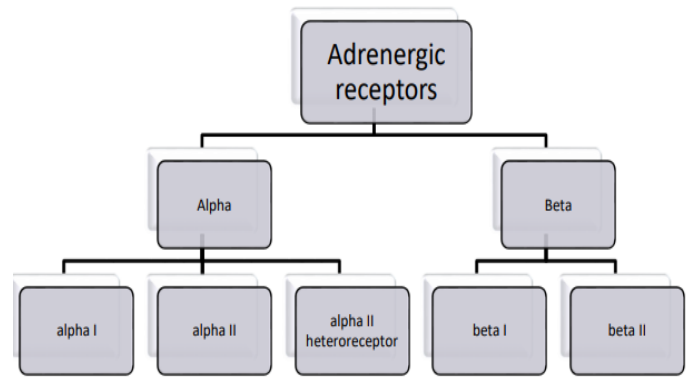 Adrenergic
receptors
Alpha
Beta
alpha I
alpha II
alpha II
heteroreceptor
beta I
beta II